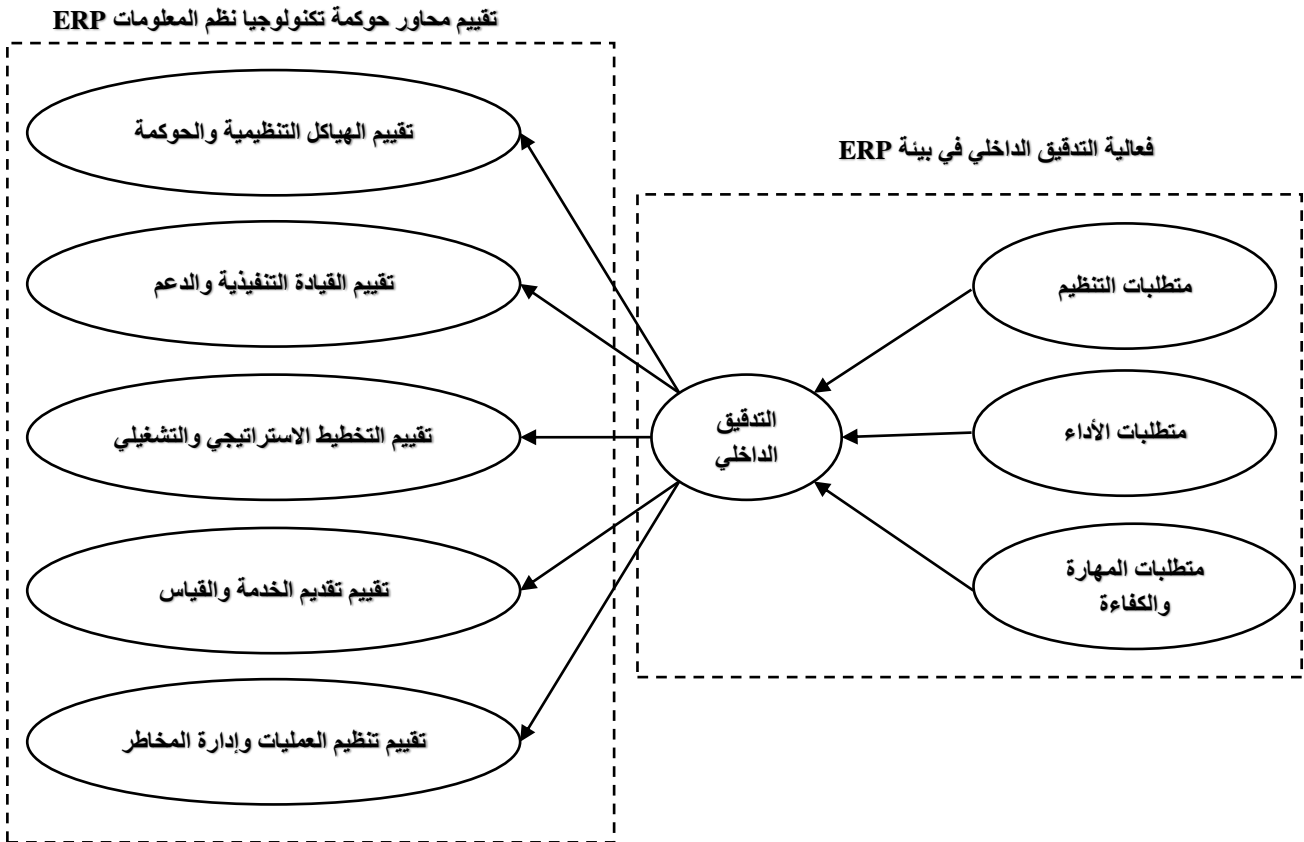 تقييم محاور حوكمة تكنولوجيا نظم المعلومات ERP
فعالية التدقيق الداخلي في بيئة ERP
متطلبات التنظيم
متطلبات الأداء
متطلبات المهارة
والكفاءة
التدقيق
الداخلي
تقييم الهياكل التنظيمية والحوكمة
تقييم القيادة التنفيذية والدعم
تقييم التخطيط الاستراتيجي والتشغيلي
تقييم تقديم الخدمة والقياس
تقييم تنظيم العمليات وإدارة المخاطر